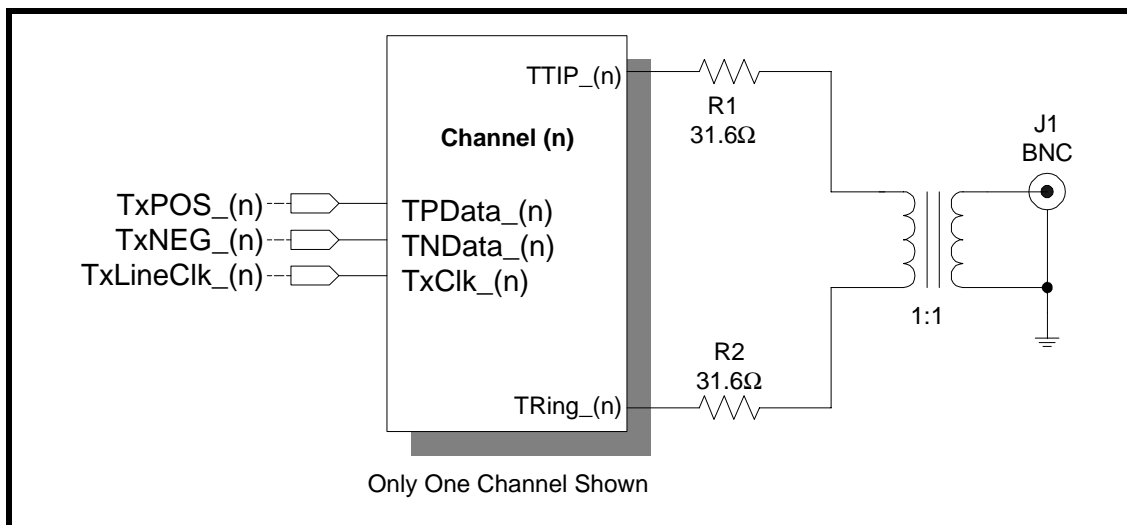 TTIP_(n)
R1
31.6Ω
Channel (n)
J1
BNC
TxPOS_(n)
TPData_(n)
TxNEG_(n)
TNData_(n)
TxLineClk_(n)
TxClk_(n)
1:1
R2
31.6Ω
TRing_(n)
Only One Channel Shown